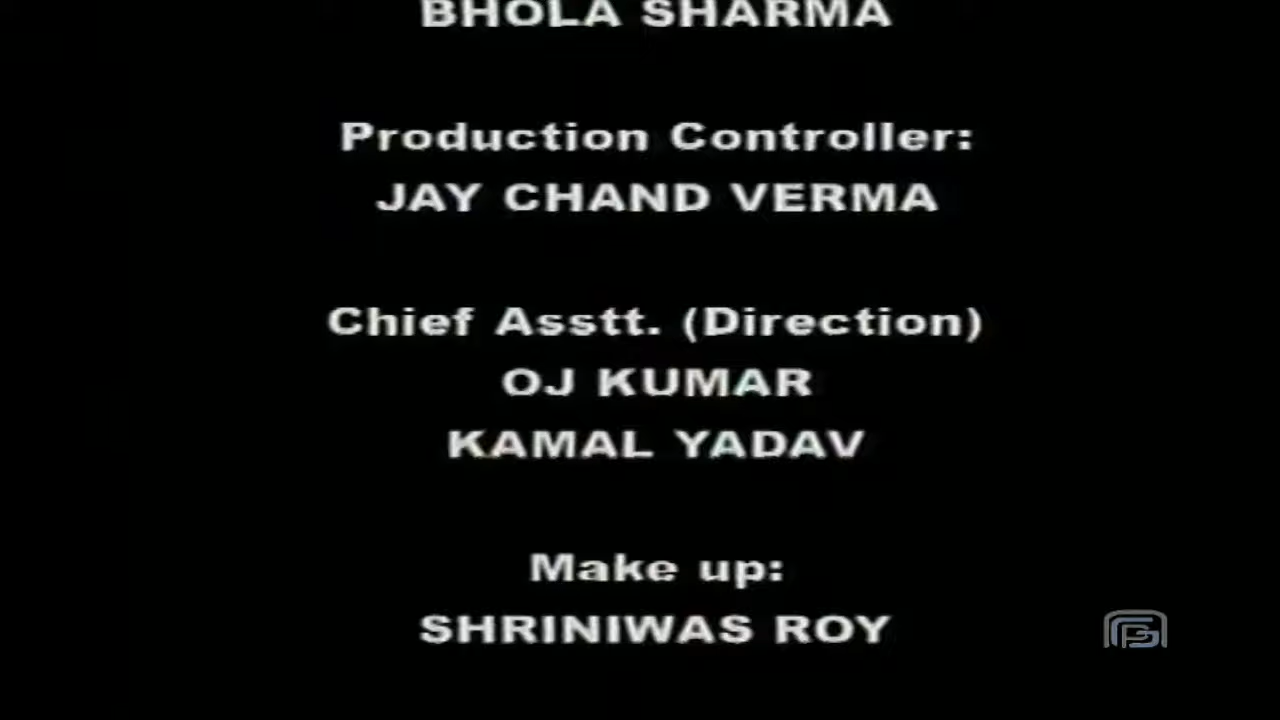 BHOLA SHARMA
Production Controller:
JAY CHAND VERMA
Chief Asstt. (Direction)
OJ KUMAR
KAMAL YADAV
Make up:
SHRINIWAS ROY